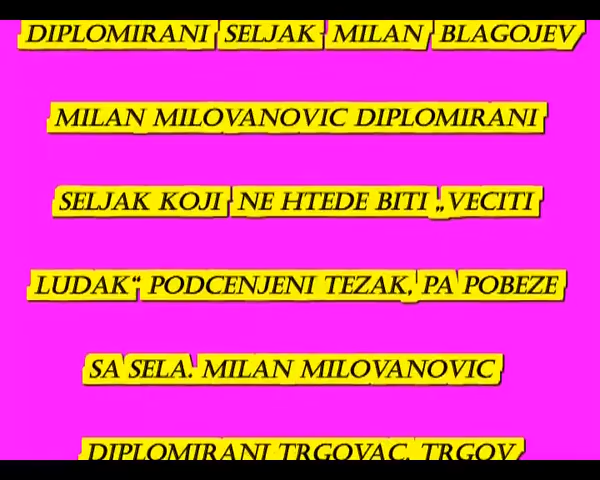 DIPLOMIRANI SELJAK MILAN BLAGOJEV
MILAN MILOVANOVIC DIPLOMIRANI
SELJAK KOJI NE HTEDE BITI „VECITI
LUDAK“ PODCENJENI TEZAK, PA POBEZE
SA SELA. MILAN MILOVANOVIC
DIPLOMIRANI TRGOVAC, TRGOV